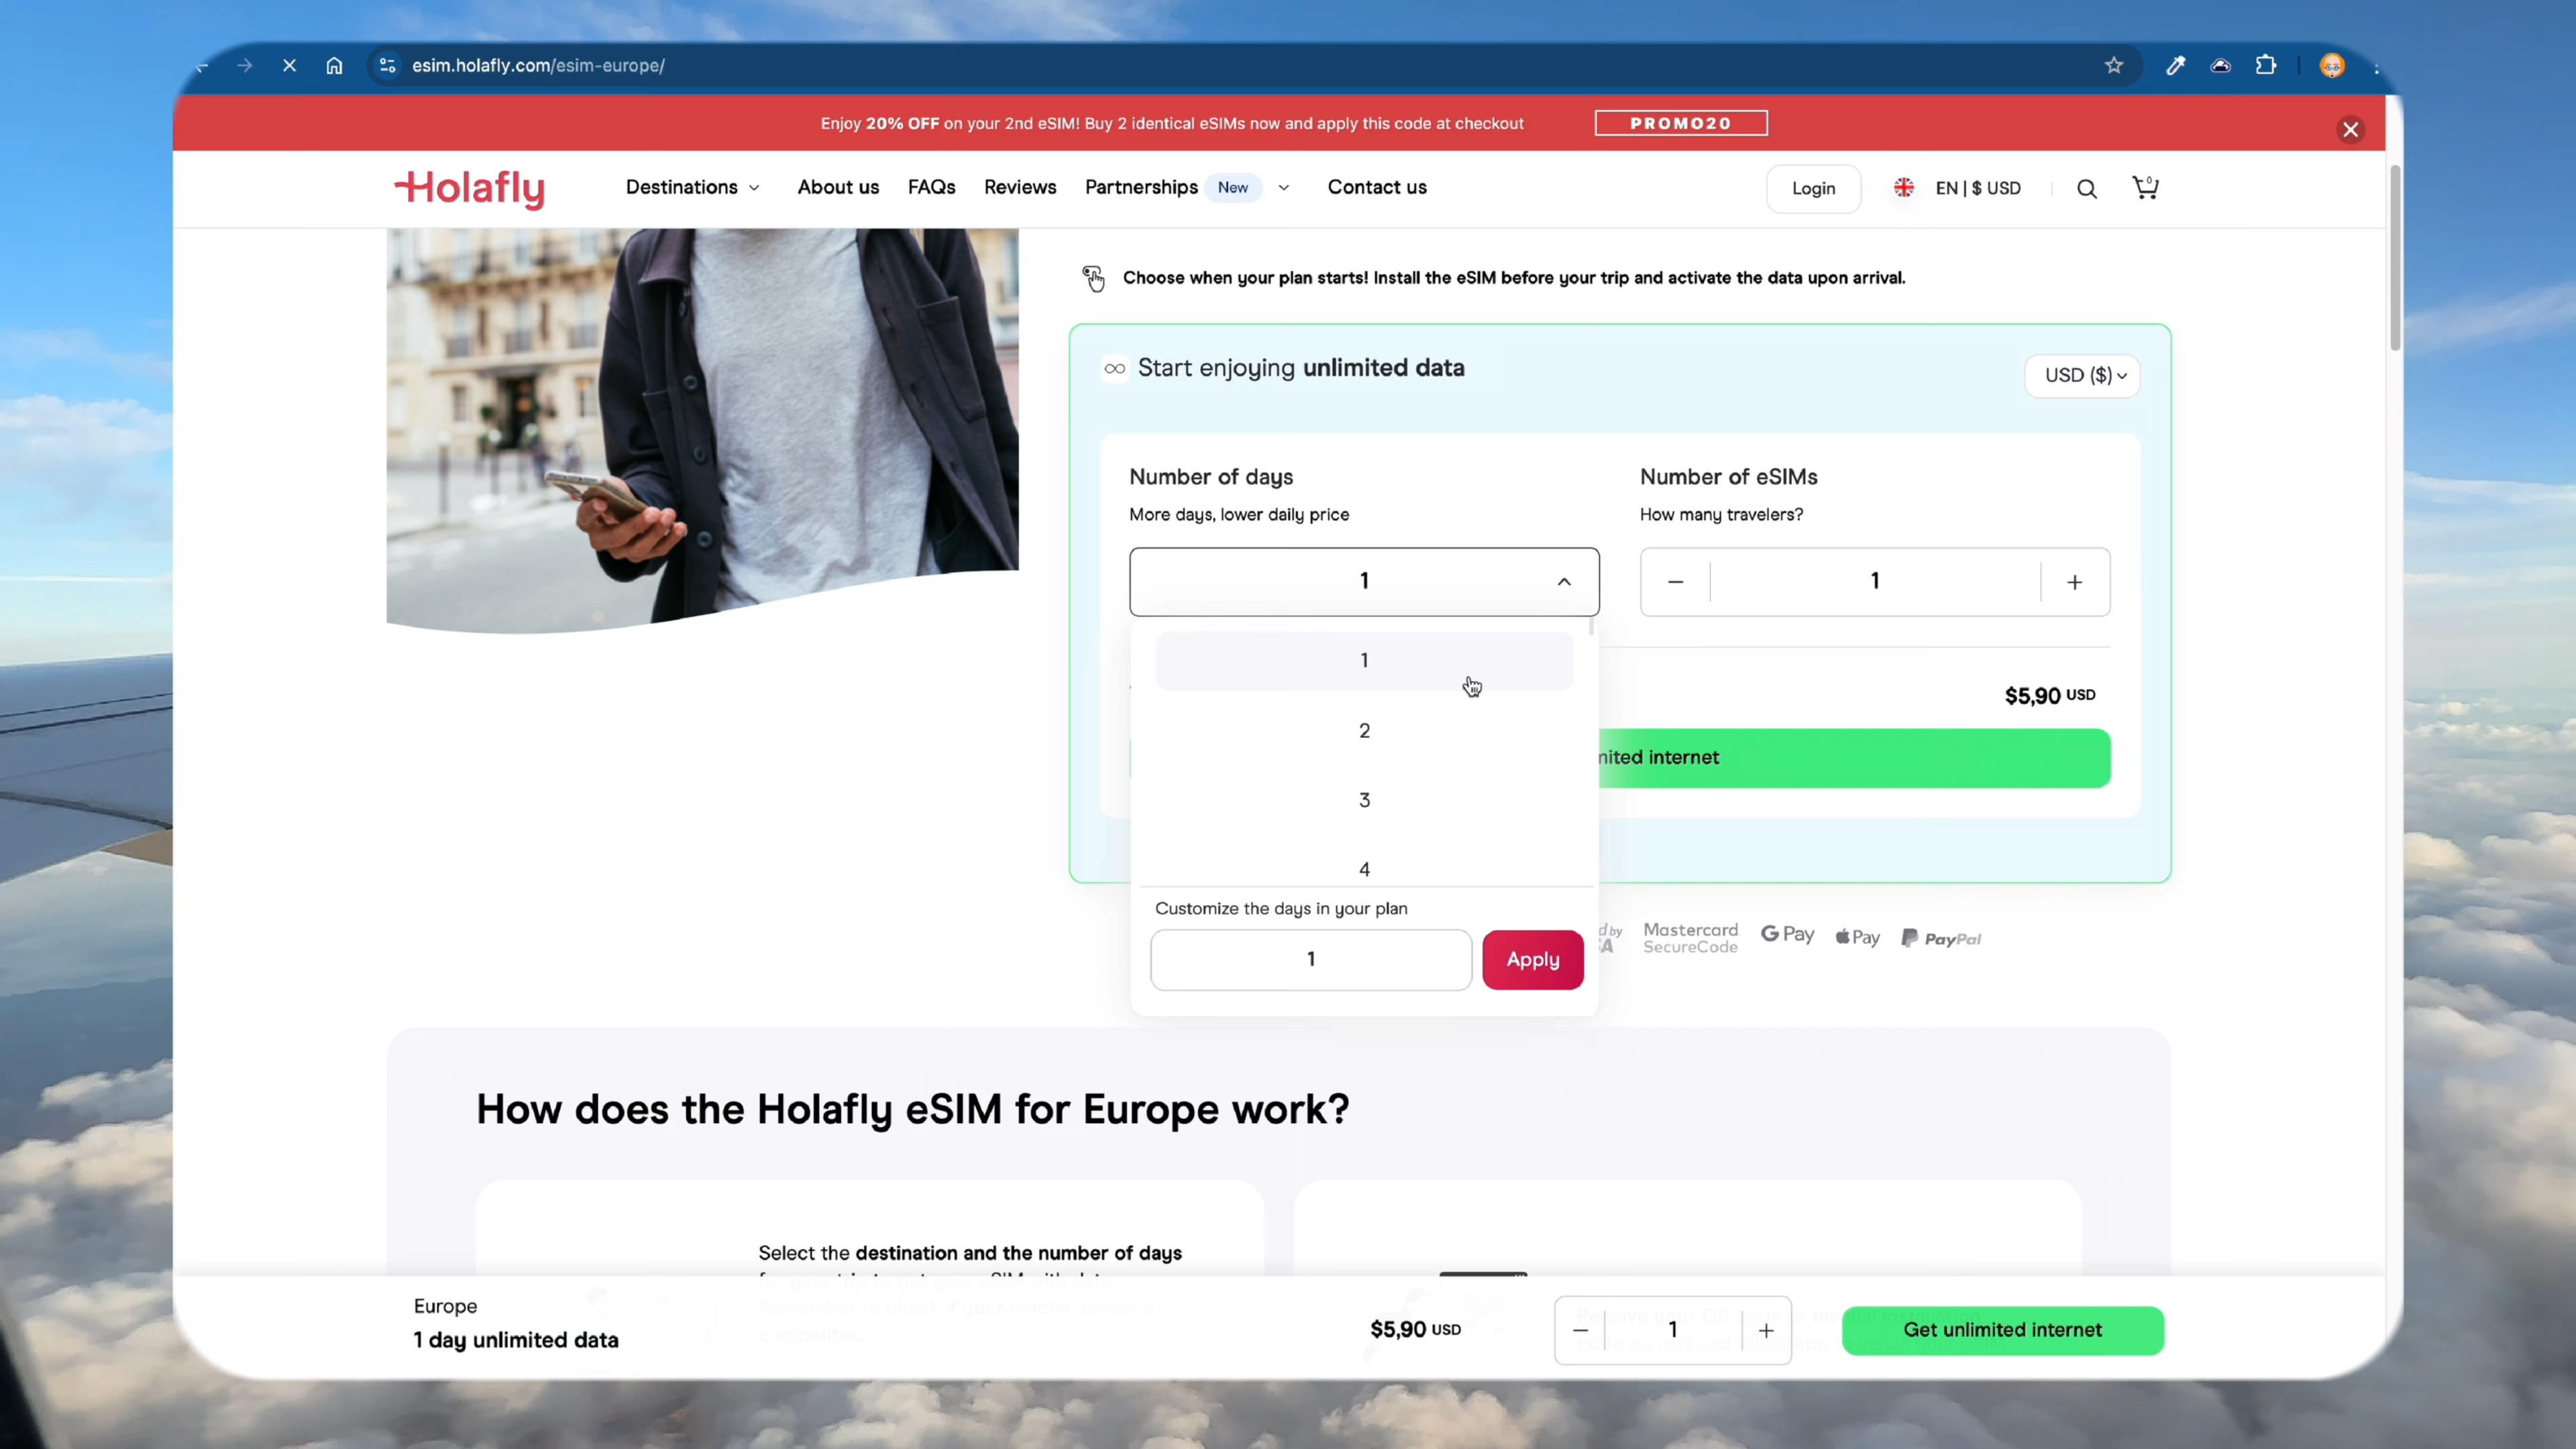 esim.holafly.com/esim-europe/
Enjoy 20% OFF on your 2nd eSIM! Buy 2 identical eSIMs now and apply this code at checkout
PROMO20
Holafly
Destinations
About us
FAQs
Reviews
Partnerships
New
Contact us
Login
EN | $ USD
0
Choose when your plan starts! Install the eSIM before your trip and activate the data upon arrival.
Start enjoying unlimited data
USD ($)
Number of days
More days, lower daily price
1
Number of eSIMs
How many travelers?
− 1 +
1
2
3
4
$5,90 USD
nited internet
Customize the days in your plan
1
Apply
d by
A
Mastercard
SecureCode
G Pay
Pay
PayPal
How does the Holafly eSIM for Europe work?
Select the destination and the number of days
Europe
1 day unlimited data
$5,90 USD
− 1 +
Get unlimited internet